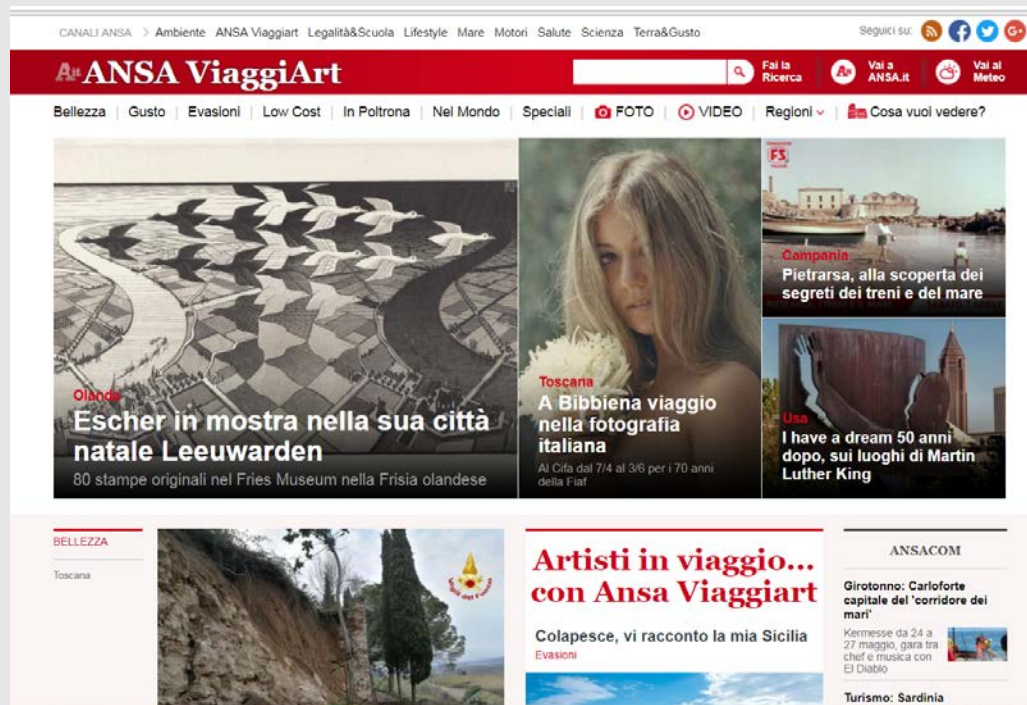 CANALI ANSA > Ambiente ANSA Viaggiart Legalità&Scuola Lifestyle Mare Motori Salute Scienza Terra&Gusto
Seguici su:
ANSA ViaggiArt
Fai la
Ricerca
Vai a
ANSA.it
Vai al
Meteo
Bellezza | Gusto | Evasioni | Low Cost | In Poltrona | Nel Mondo | Speciali | FOTO | VIDEO | Regioni | Cosa vuoi vedere?
Olanda
Escher in mostra nella sua città
natale Leeuwarden
80 stampe originali nel Fries Museum nella Frisia olandese
Toscana
A Bibbiena viaggio
nella fotografia
italiana
Al Cifa dal 7/4 al 3/6 per i 70 anni
della Fiaf
FS
Campania
Pietrarsa, alla scoperta dei
segreti dei treni e del mare
Usa
I have a dream 50 anni
dopo, sui luoghi di Martin
Luther King
BELLEZZA
Toscana
Artisti in viaggio...
con Ansa Viaggiart
Colapesce, vi racconto la mia Sicilia
Evasioni
ANSACOM
Girotonno: Carloforte
capitale del 'corridore dei
mari'
Kermesse da 24 a
27 maggio, gara tra
chef e musica con
El Diablo
Turismo: Sardinia